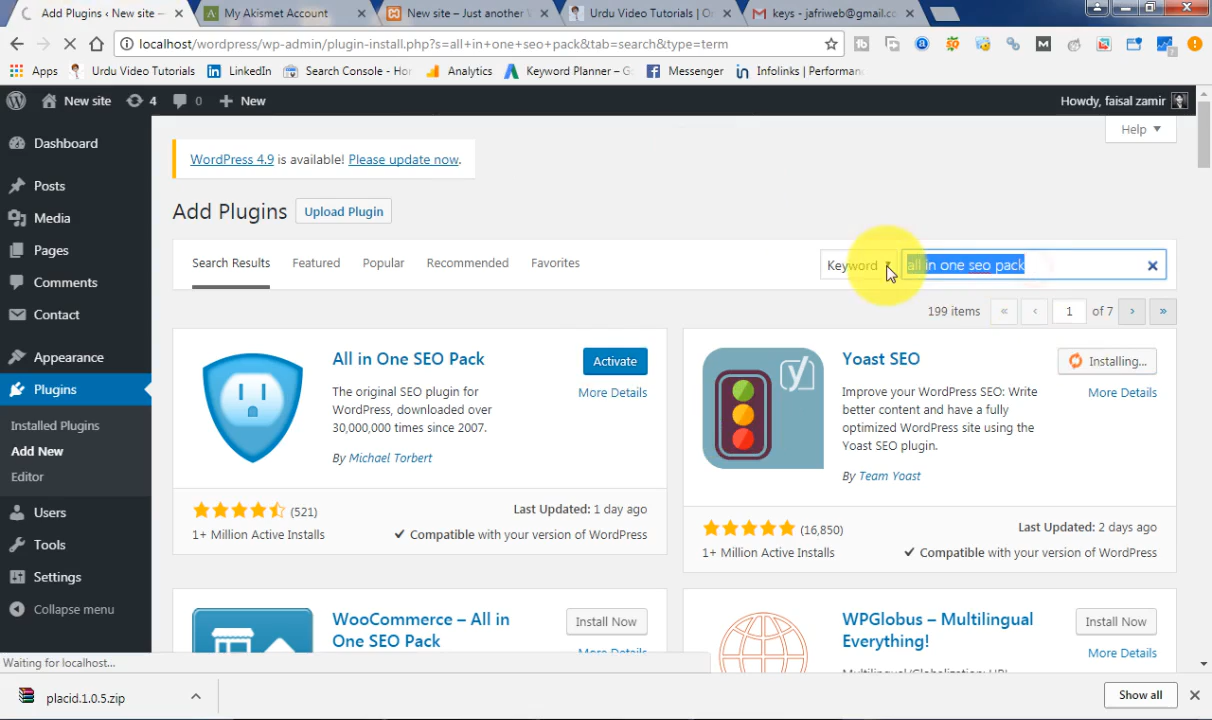 Add Plugins ‹ New site —
My Akismet Account
New site – Just another
Urdu Video Tutorials | O
keys - jafriweb@gmail.co
localhost/wordpress/wp-admin/plugin-install.php?s=all+in+one+seo+pack&tab=search&type=term
Apps
Urdu Video Tutorials
LinkedIn
Search Console - Ho
Analytics
Keyword Planner – G
Messenger
Infolinks | Performan
New site
4
0
New
Howdy, faisal zamir
Help
WordPress 4.9 is available! Please update now.
Add Plugins
Upload Plugin
Search Results
Featured
Popular
Recommended
Favorites
Keyword
all in one seo pack
199 items
«
‹
1
of 7
›
»
Dashboard
Posts
Media
Pages
Comments
Contact
Appearance
Plugins
Installed Plugins
Add New
Editor
Users
Tools
Settings
Collapse menu
All in One SEO Pack
Activate
More Details
The original SEO plugin for
WordPress, downloaded over
30,000,000 times since 2007.
By Michael Torbert
(521)
Last Updated: 1 day ago
1+ Million Active Installs
Compatible with your version of WordPress
Yoast SEO
Installing...
More Details
Improve your WordPress SEO: Write
better content and have a fully
optimized WordPress site using the
Yoast SEO plugin.
By Team Yoast
(16,850)
Last Updated: 2 days ago
1+ Million Active Installs
Compatible with your version of WordPress
WooCommerce – All in
One SEO Pack
Install Now
More Details
WPGlobus – Multilingual
Everything!
Install Now
More Details
Waiting for localhost...
placid.1.0.5.zip
Show all